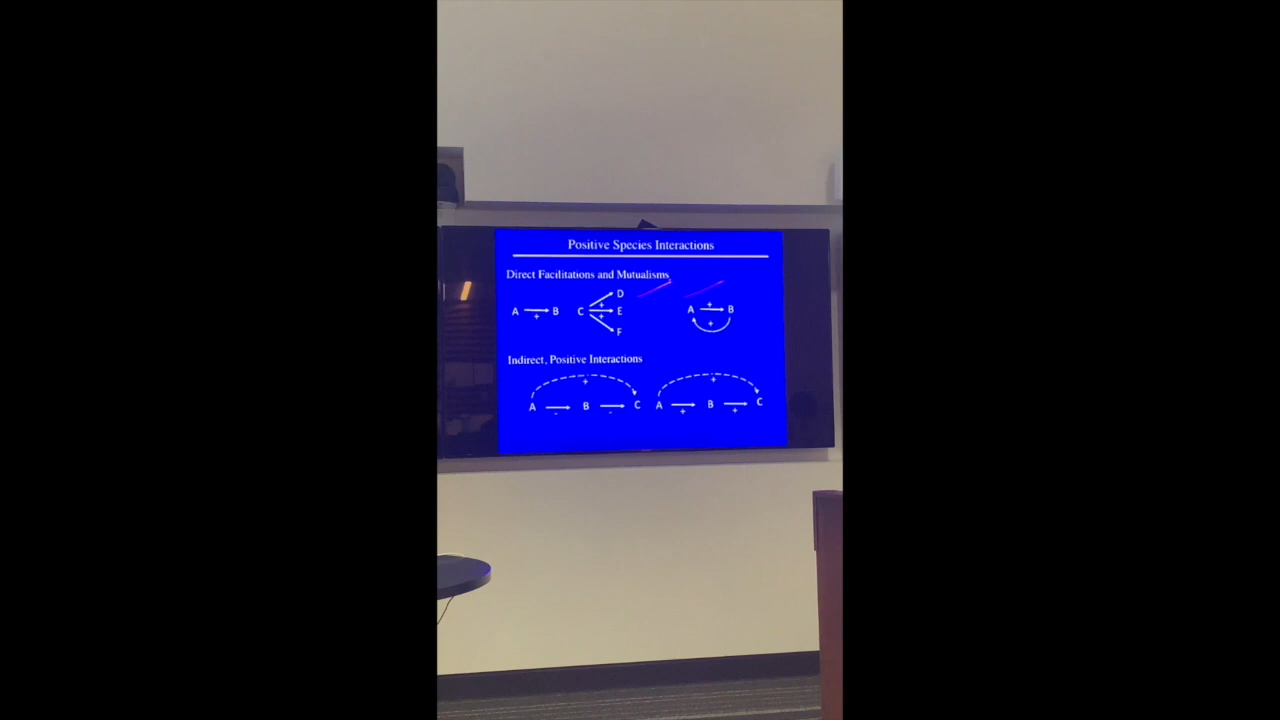 Positive Species Interactions
Direct Facilitations and Mutualisms
A + B C + + D E F A + B +
Indirect, Positive Interactions
A - B - C + A + B + C +